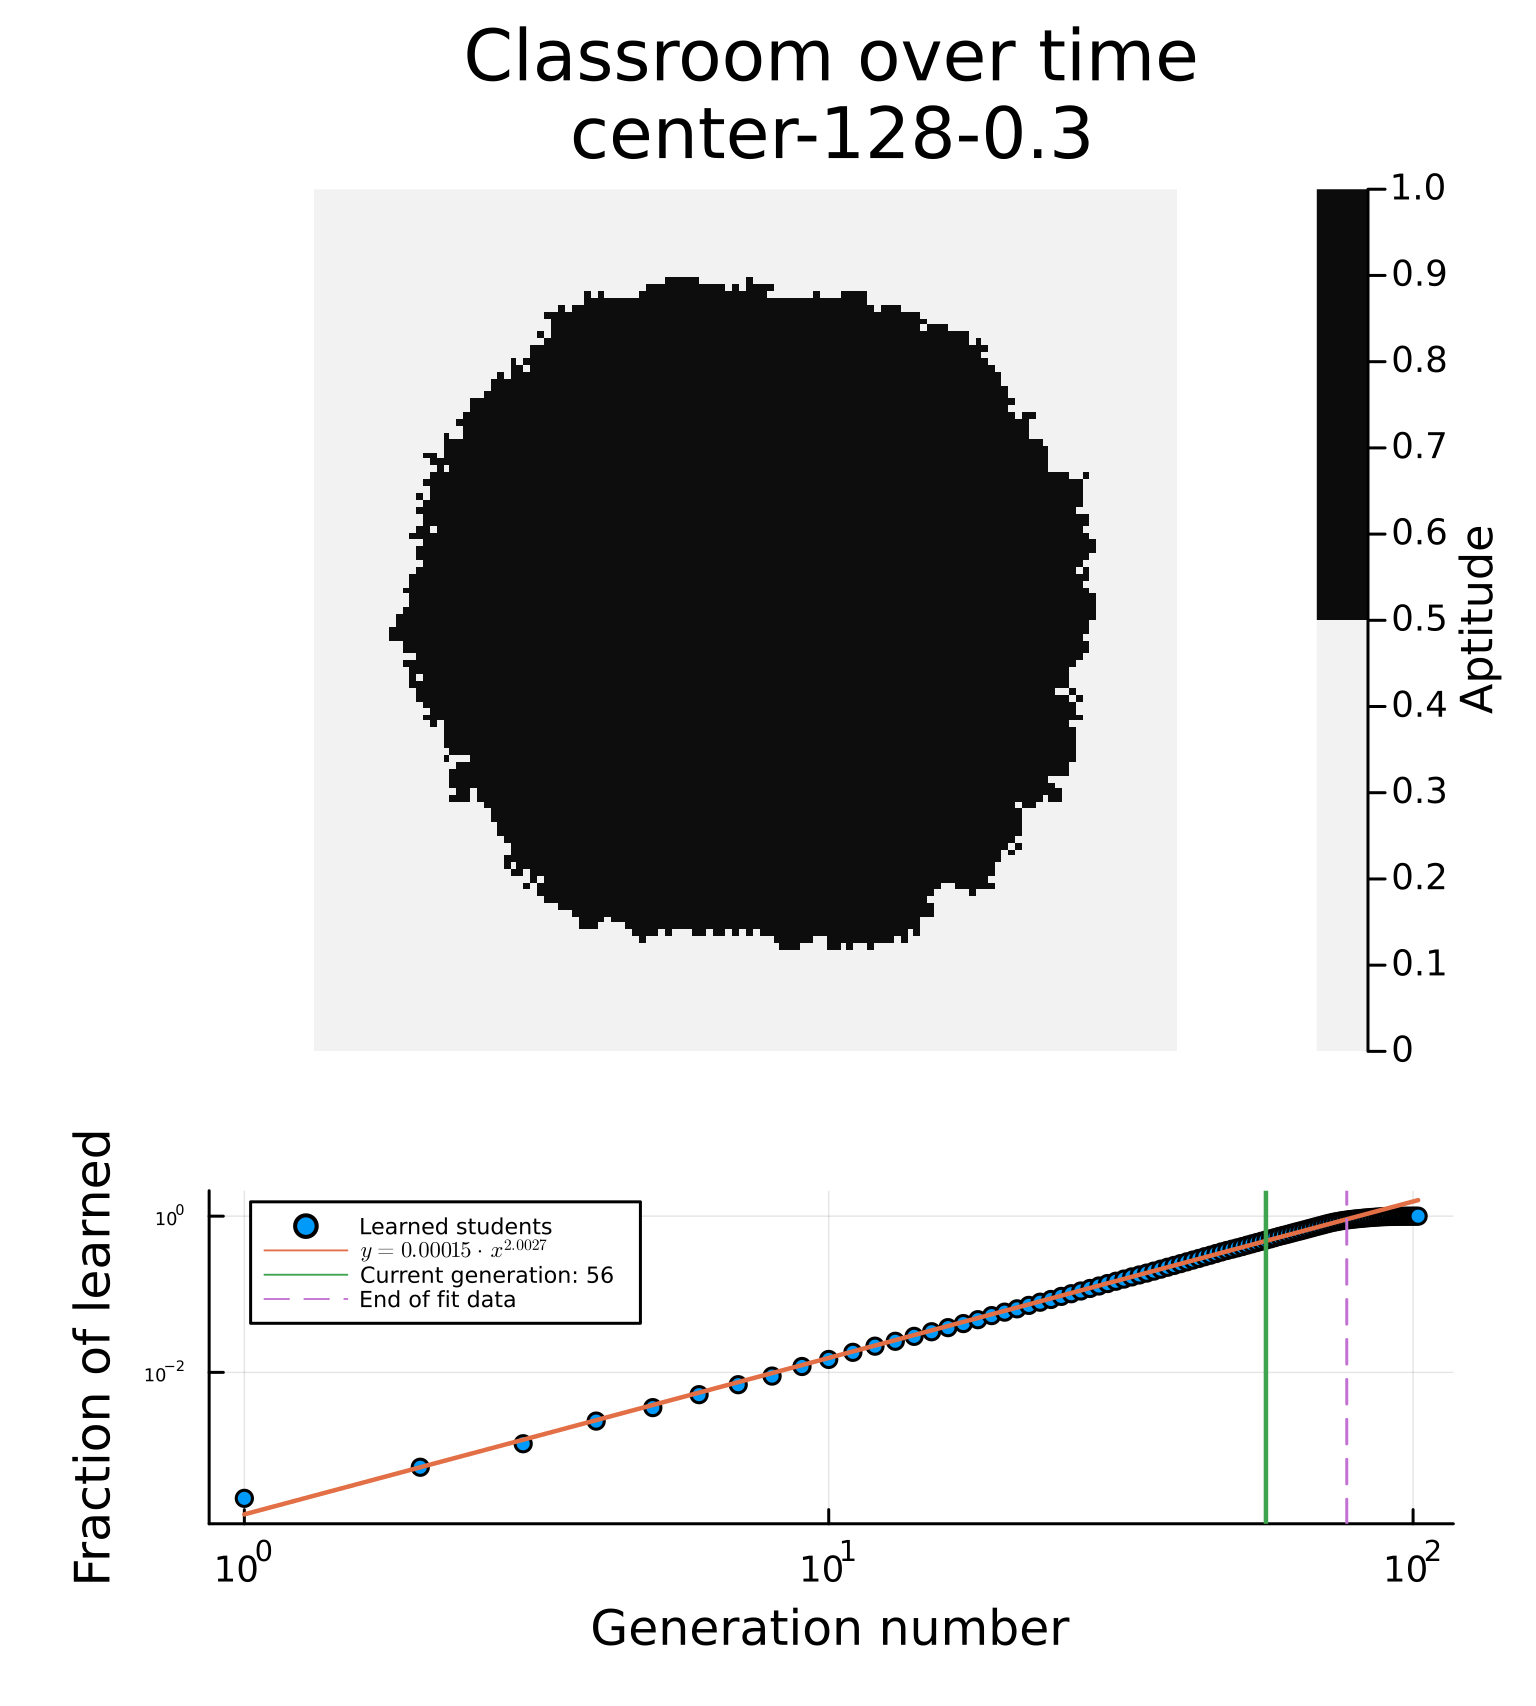 Classroom over time
center-128-0.3
1.0
0.9
0.8
0.7
0.6
0.5
0.4
0.3
0.2
0.1
0
Aptitude
Fraction of learned
10^0
10^-2
Learned students
y = 0.00015 · x^2.0027
Current generation: 56
End of fit data
10^0
10^1
10^2
Generation number